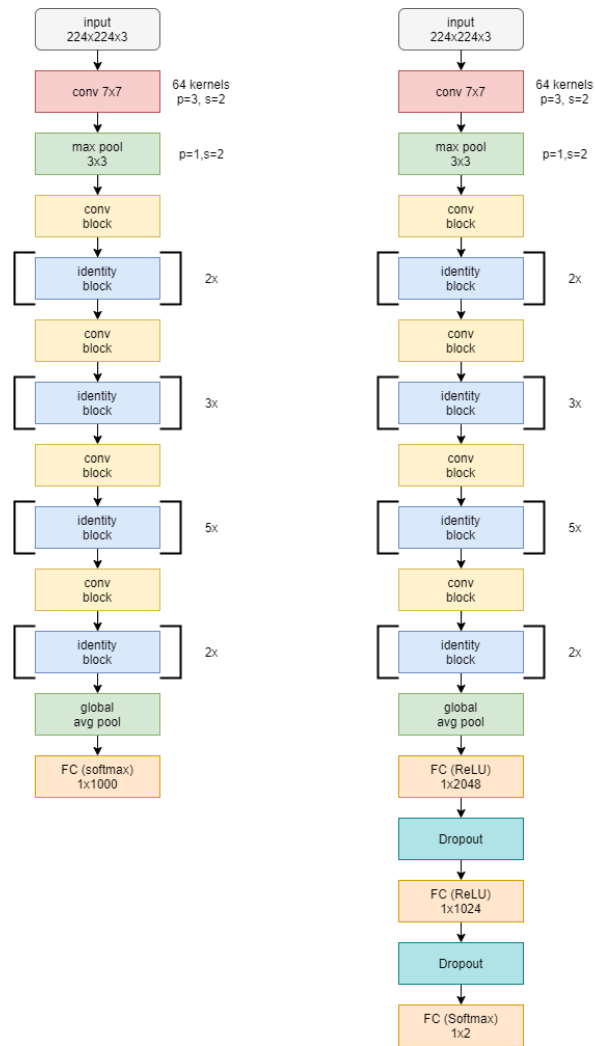 input
224x224x3
conv 7x7
64 kernels
p=3, s=2
max pool
3x3
p=1,s=2
conv
block
identity
block
2x
conv
block
identity
block
3x
conv
block
identity
block
5x
conv
block
identity
block
2x
global
avg pool
FC (softmax)
1x1000
input
224x224x3
conv 7x7
64 kernels
p=3, s=2
max pool
3x3
p=1,s=2
conv
block
identity
block
2x
conv
block
identity
block
3x
conv
block
identity
block
5x
conv
block
identity
block
2x
global
avg pool
FC (ReLU)
1x2048
Dropout
FC (ReLU)
1x1024
Dropout
FC (Softmax)
1x2